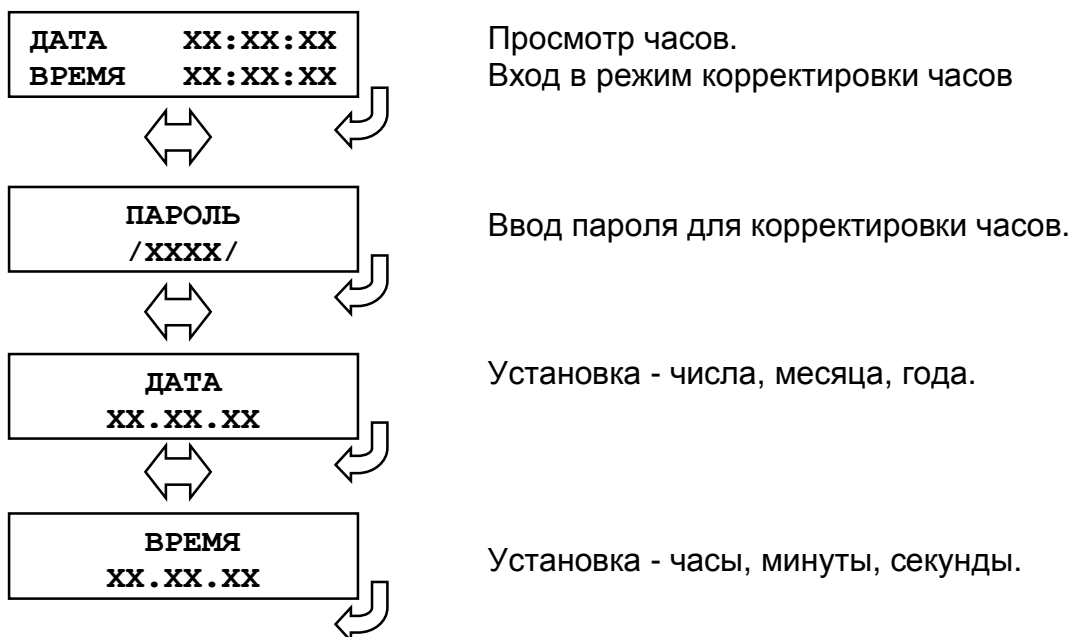 ДАТА XX:XX:XX
ВРЕМЯ XX:XX:XX
Просмотр часов.
Вход в режим корректировки часов
ПАРОЛЬ
/XXXX/
Ввод пароля для корректировки часов.
ДАТА
XX.XX.XX
Установка - числа, месяца, года.
ВРЕМЯ
XX.XX.XX
Установка - часы, минуты, секунды.